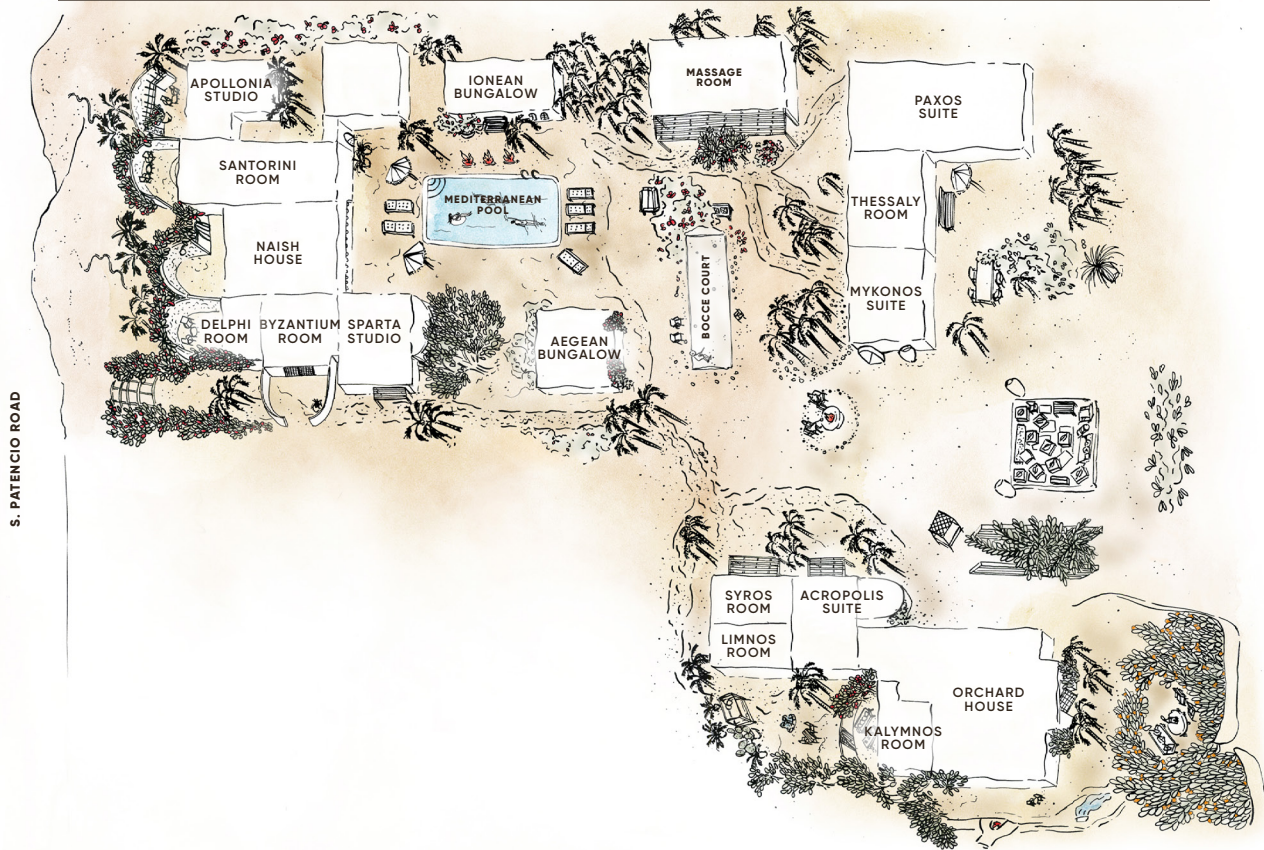 APOLLONIA
STUDIO
IONEAN
BUNGALOW
MASSAGE
ROOM
PAXOS
SUITE
SANTORINI
ROOM
MEDITERRANEAN
POOL
THESSALY
ROOM
NAISH
HOUSE
BOCCE COURT
MYKONOS
SUITE
DELPHI
ROOM
BYZANTIUM
ROOM
SPARTA
STUDIO
AEGEAN
BUNGALOW
S. PATENCIO ROAD
SYROS
ROOM
ACROPOLIS
SUITE
LIMNOS
ROOM
ORCHARD
HOUSE
KALYMNOS
ROOM